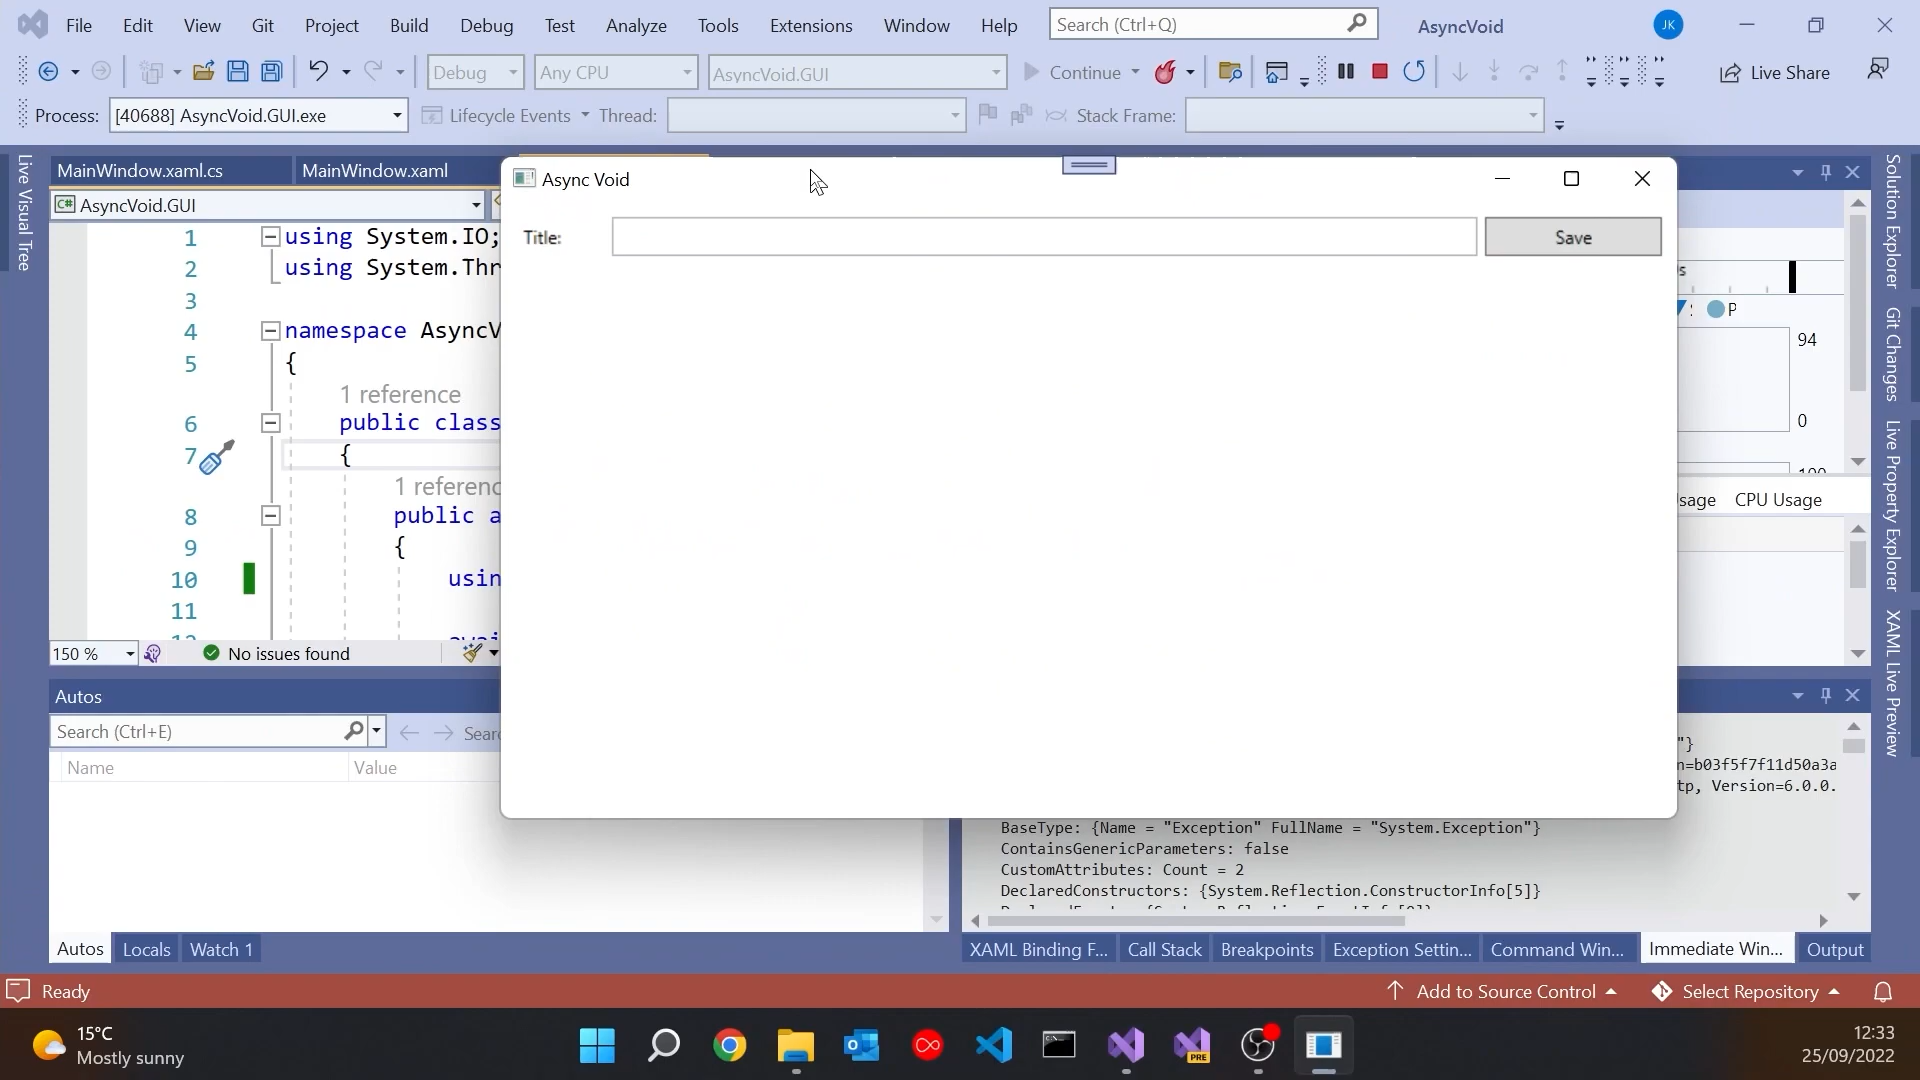 File Edit View Git Project Build Debug Test Analyze Tools Extensions Window Help Search (Ctrl+Q) AsyncVoid JK
Debug Any CPU AsyncVoid.GUI Continue Live Share
Process: [40688] AsyncVoid.GUI.exe Lifecycle Events Thread: Stack Frame:
Live Visual Tree
MainWindow.xaml.cs MainWindow.xaml
C# AsyncVoid.GUI
1 using System.IO;
2 using System.Thr
3
4 namespace AsyncV
5 {
1 reference
6 public class
7 {
1 referenc
8 public a
9 {
10 usin
11
150 % No issues found
Async Void
Title: Save
94
0
CPU Usage
Solution Explorer
Git Changes
Live Property Explorer
XAML Live Preview
Autos
Search (Ctrl+E)
Name Value
Autos Locals Watch 1
"}
n=b03f5f7f11d50a3a
tp, Version=6.0.0.
BaseType: {Name = "Exception" FullName = "System.Exception"}
ContainsGenericParameters: false
CustomAttributes: Count = 2
DeclaredConstructors: {System.Reflection.ConstructorInfo[5]}
XAML Binding F... Call Stack Breakpoints Exception Settin... Command Win... Immediate Win... Output
Ready Add to Source Control Select Repository
15°C
Mostly sunny
PRE
12:33
25/09/2022